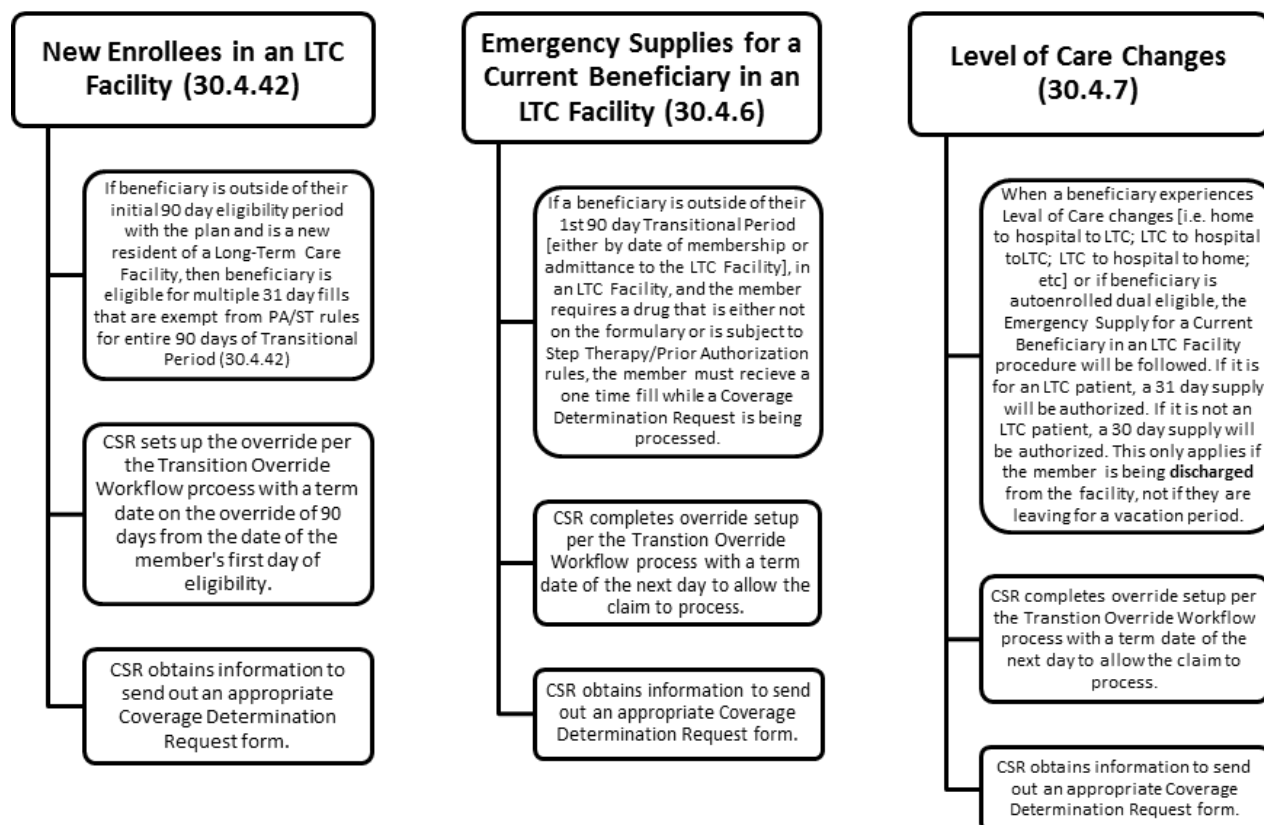 New Enrollees in an LTC
Facility (30.4.42)
If beneficiary is outside of their
initial 90 day eligibility period
with the plan and is a new
resident of a Long-Term Care
Facility, then beneficiary is
eligible for multiple 31 day fills
that are exempt from PA/ST rules
for entire 90 days of Transitional
Period (30.4.42)
CSR sets up the override per
the Transition Override
Workflow prcoess with a term
date on the override of 90
days from the date of the
member's first day of
eligibility.
CSR obtains information to
send out an appropriate
Coverage Determination
Request form.
Emergency Supplies for a
Current Beneficiary in an
LTC Facility (30.4.6)
If a beneficiary is outside of their
1st 90 day Transitional Period
[either by date of membership or
admittance to the LTC Facility], in
an LTC Facility, and the member
requires a drug that is either not
on the formulary or is subject to
Step Therapy/Prior Authorization
rules, the member must recieve a
one time fill while a Coverage
Determination Request is being
processed.
CSR completes override setup
per the Transtion Override
Workflow process with a term
date of the next day to allow the
claim to process.
CSR obtains information to send
out an appropriate Coverage
Determination Request form.
Level of Care Changes
(30.4.7)
When a beneficiary experiences
Leval of Care changes [i.e. home
to hospital to LTC; LTC to hospital
to LTC; LTC to hospital to home;
etc] or if beneficiary is
autoenrolled dual eligible, the
Emergency Supply for a Current
Beneficiary in an LTC Facility
procedure will be followed. If it is
for an LTC patient, a 31 day supply
will be authorized. If it is not an
LTC patient, a 30 day supply will
be authorized. This only applies if
the member is being discharged
from the facility, not if they are
leaving for a vacation period.
CSR completes override setup per
the Transtion Override Workflow
process with a term date of the
next day to allow the claim to
process.
CSR obtains information to send
out an appropriate Coverage
Determination Request form.